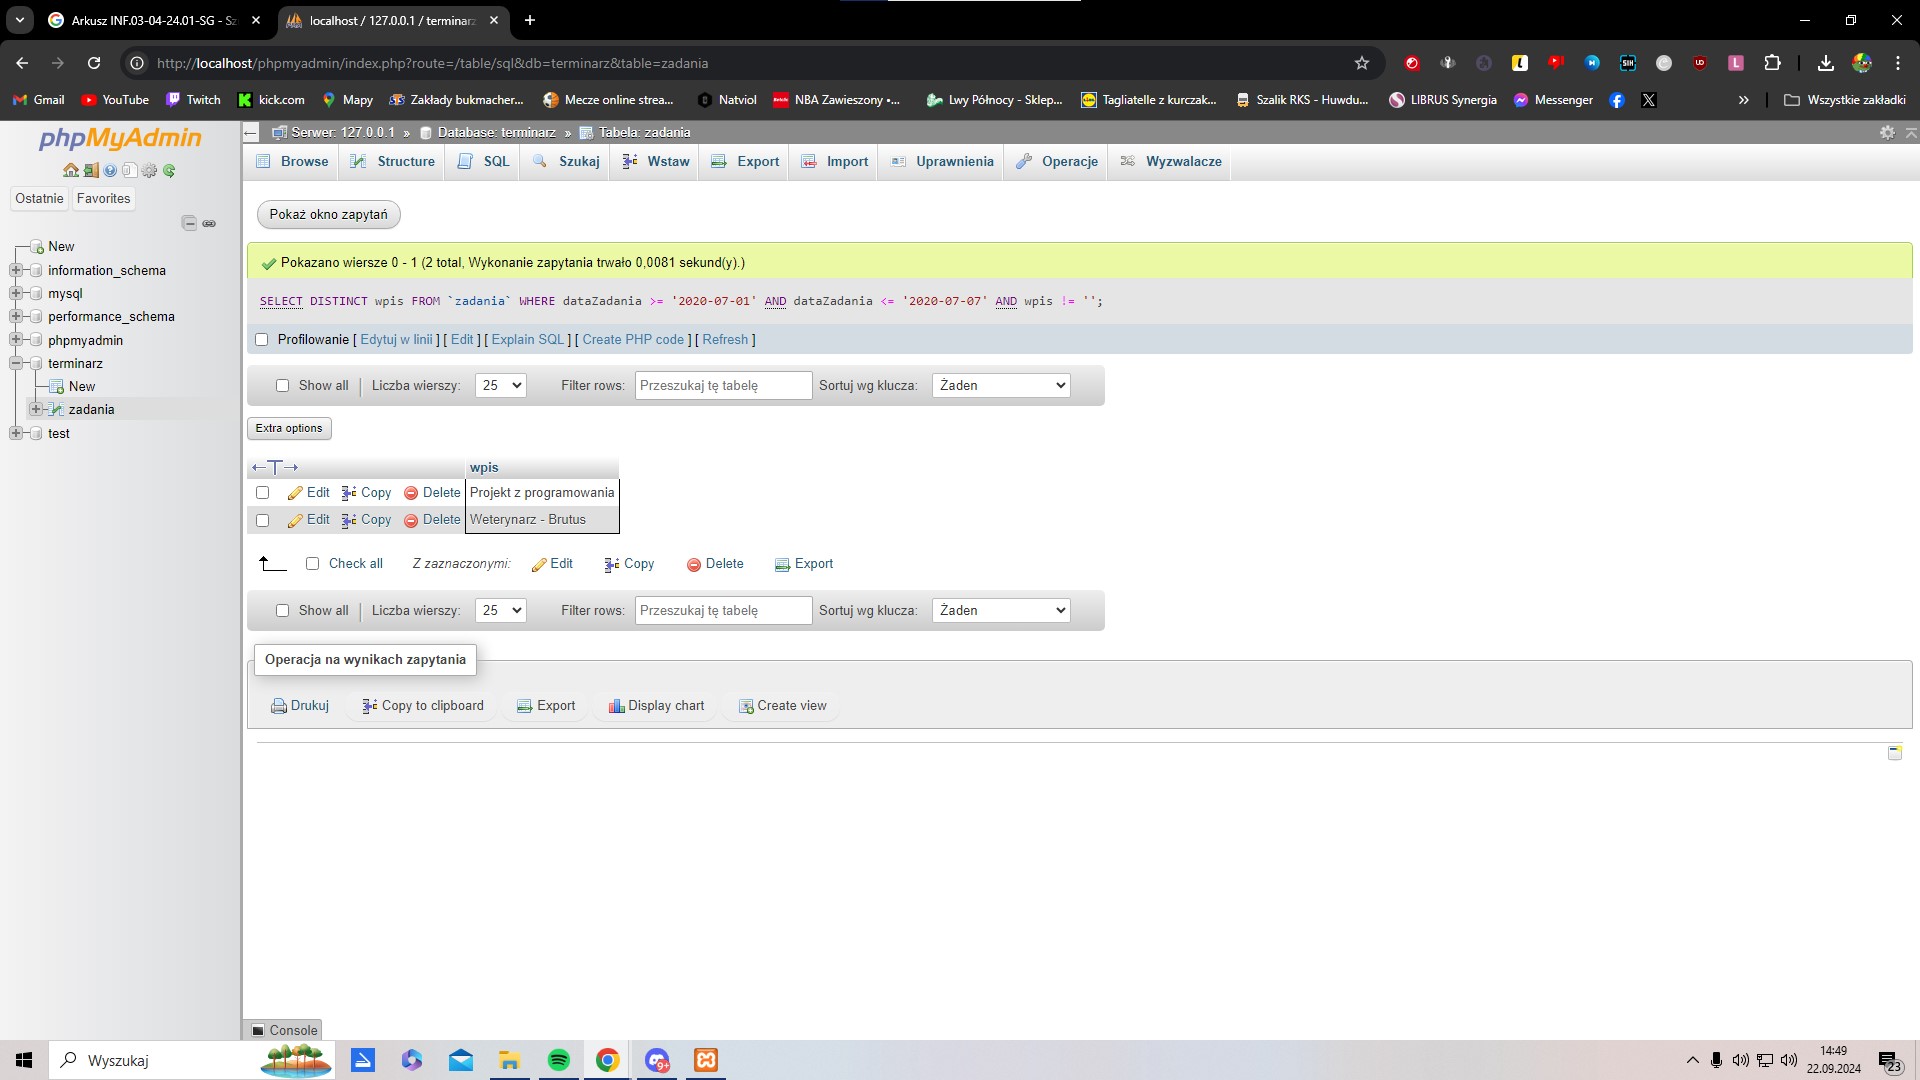 Arkusz INF.03-04-24.01-SG - Sz
localhost / 127.0.0.1 / terminarz
http://localhost/phpmyadmin/index.php?route=/table/sql&db=terminarz&table=zadania
Gmail YouTube Twitch kick.com Mapy Zakłady bukmacher... Mecze online strea... Natviol NBA Zawieszony •... Lwy Północy - Sklep... Tagliatelle z kurczak... Szalik RKS - Huwdu... LIBRUS Synergia Messenger » Wszystkie zakładki
phpMyAdmin
Ostatnie Favorites
New
information_schema
mysql
performance_schema
phpmyadmin
terminarz
New
zadania
test
Serwer: 127.0.0.1 » Database: terminarz » Tabela: zadania
Browse Structure SQL Szukaj Wstaw Export Import Uprawnienia Operacje Wyzwalacze
Pokaż okno zapytań
Pokazano wiersze 0 - 1 (2 total, Wykonanie zapytania trwało 0,0081 sekund(y).)
SELECT DISTINCT wpis FROM `zadania` WHERE dataZadania >= '2020-07-01' AND dataZadania <= '2020-07-07' AND wpis != '';
Profilowanie [ Edytuj w linii ] [ Edit ] [ Explain SQL ] [ Create PHP code ] [ Refresh ]
Show all | Liczba wierszy: 25 Filter rows: Przeszukaj tę tabelę Sortuj wg klucza: Żaden
Extra options
←T→ wpis
Edit Copy Delete Projekt z programowania
Edit Copy Delete Weterynarz - Brutus
Check all Z zaznaczonymi: Edit Copy Delete Export
Show all | Liczba wierszy: 25 Filter rows: Przeszukaj tę tabelę Sortuj wg klucza: Żaden
Operacja na wynikach zapytania
Drukuj Copy to clipboard Export Display chart Create view
Console
Wyszukaj
9+
14:49
22.09.2024
23